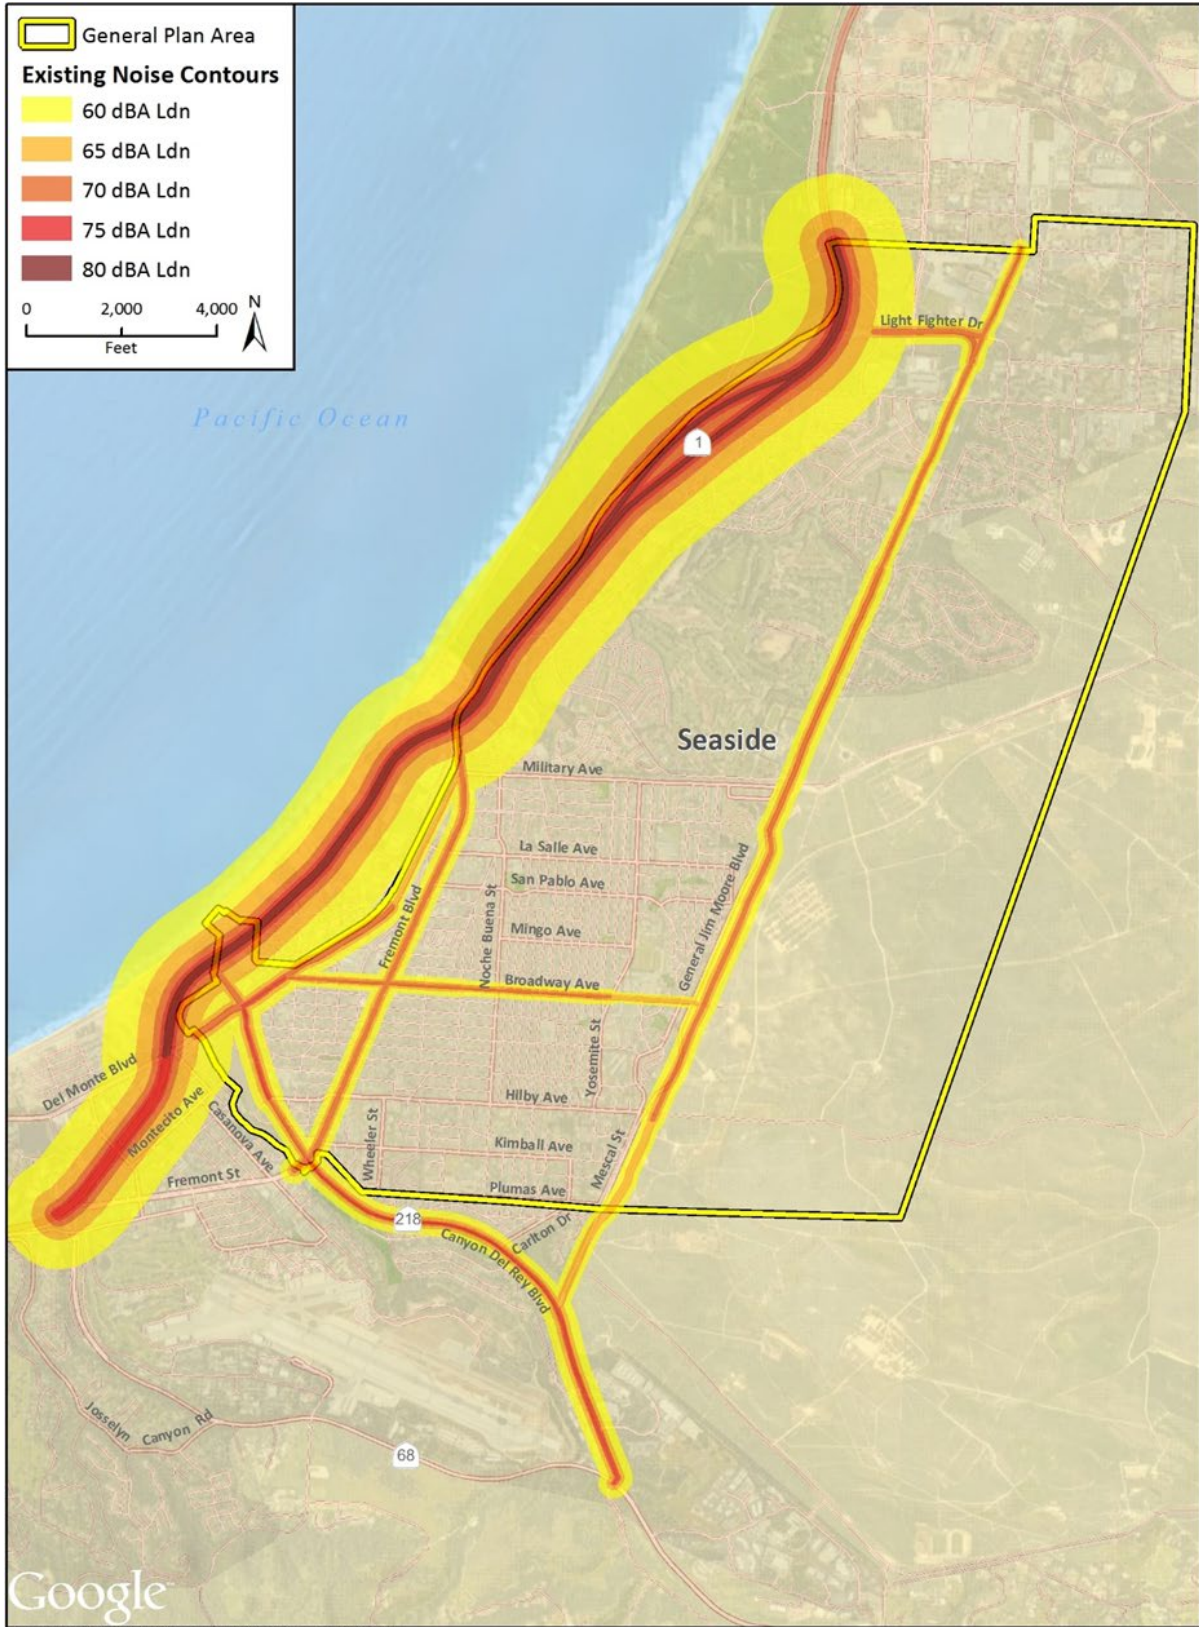 General Plan Area
Existing Noise Contours
60 dBA Ldn
65 dBA Ldn
70 dBA Ldn
75 dBA Ldn
80 dBA Ldn
0 2,000 4,000 N
Feet
Light Fighter Dr
Pacific Ocean
1
Seaside
Military Ave
La Salle Ave
San Pablo Ave
Mingo Ave
Broadway Ave
Fremont Blvd
Noche Buena St
General Jim Moore Blvd
Yosemite St
Del Monte Blvd
Montecito Ave
Casanova Ave
Hilby Ave
Wheeler St
Kimball Ave
Mescal St
Fremont St
Plumas Ave
218
Carlton Dr
Canyon Del Rey Blvd
Josselyn Canyon Rd
68
Google